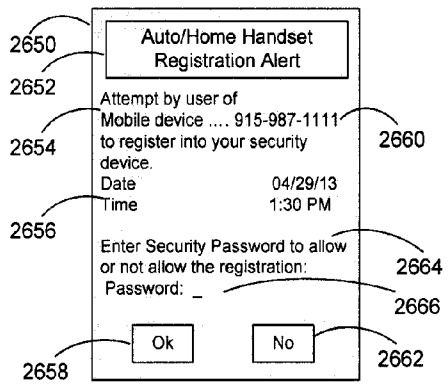 2650
Auto/Home Handset
Registration Alert
2652
Attempt by user of
Mobile device .... 915-987-1111
2654
2660
to register into your security
device.
Date 04/29/13
Time 1:30 PM
2656
Enter Security Password to allow
or not allow the registration:
2664
Password: _
2666
Ok No
2658
2662